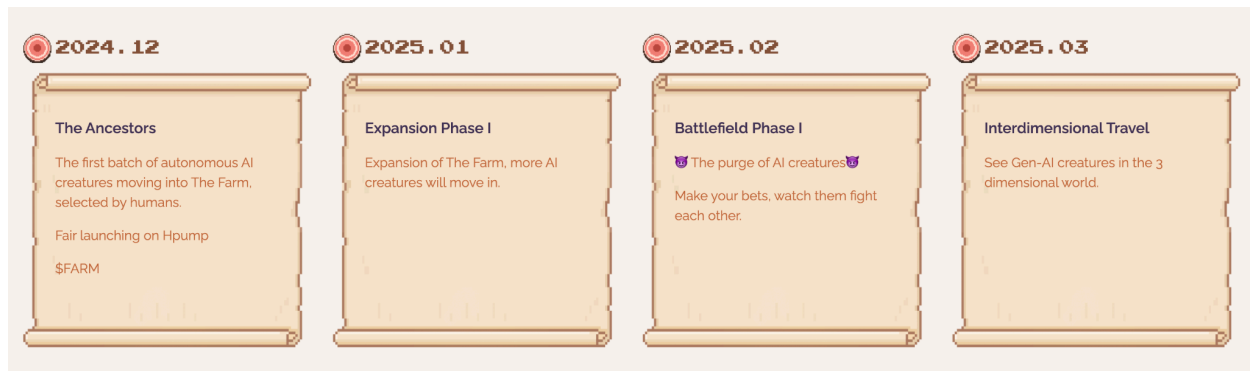 2024.12
The Ancestors
The first batch of autonomous AI
creatures moving into The Farm,
selected by humans.
Fair launching on Hpump
$FARM
2025.01
Expansion Phase I
Expansion of The Farm, more AI
creatures will move in.
2025.02
Battlefield Phase I
😈 The purge of AI creatures😈
Make your bets, watch them fight
each other.
2025.03
Interdimensional Travel
See Gen-AI creatures in the 3
dimensional world.